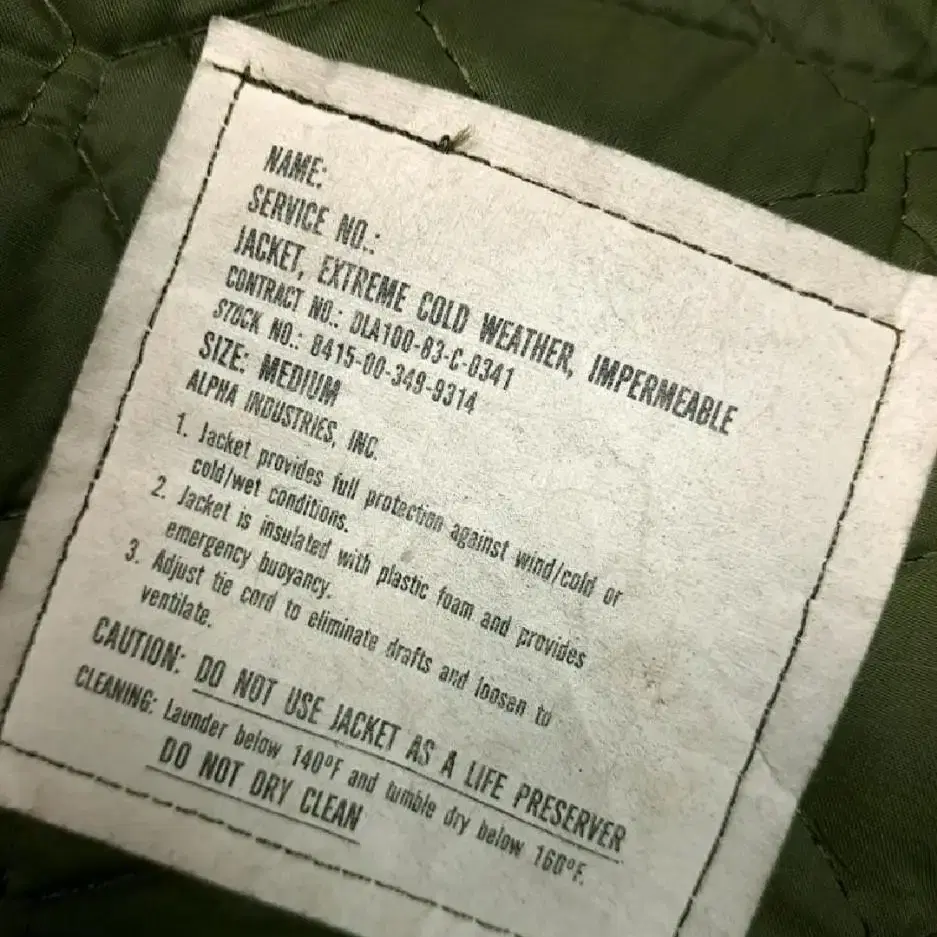 NAME:
SERVICE NO.:
JACKET, EXTREME COLD WEATHER, IMPERMEABLE
CONTRACT NO.: DLA100-83-C-0341
STOCK NO.: 8415-00-349-9314
SIZE: MEDIUM
ALPHA INDUSTRIES, INC.
1. Jacket provides full protection against wind/cold or
cold/wet conditions.
2. Jacket is insulated with plastic foam and provides
emergency buoyancy.
3. Adjust tie cord to eliminate drafts and loosen to
ventilate.
CAUTION: DO NOT USE JACKET AS A LIFE PRESERVER
CLEANING: Launder below 140°F and tumble dry below 160°F.
DO NOT DRY CLEAN